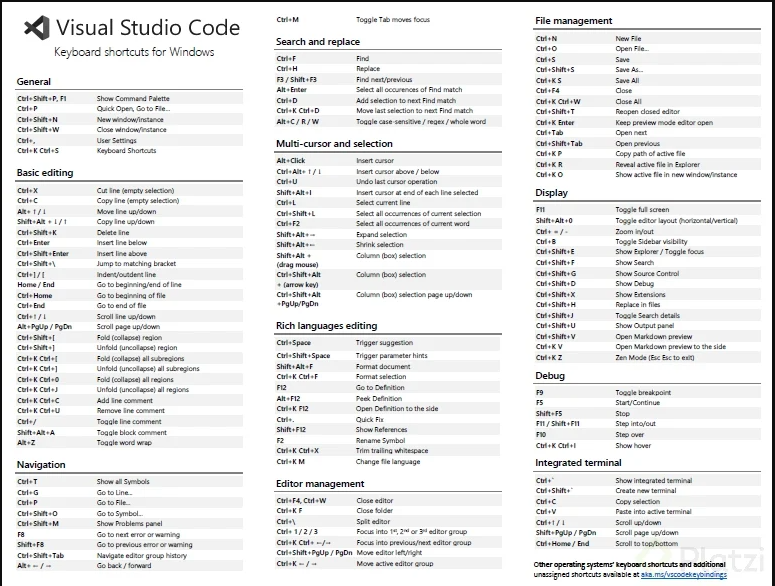 Visual Studio Code
Keyboard shortcuts for Windows
General
Ctrl+Shift+P, F1 Show Command Palette
Ctrl+P Quick Open, Go to File...
Ctrl+Shift+N New window/instance
Ctrl+Shift+W Close window/instance
Ctrl+, User Settings
Ctrl+K Ctrl+S Keyboard Shortcuts
Basic editing
Ctrl+X Cut line (empty selection)
Ctrl+C Copy line (empty selection)
Alt+ ↑ / ↓ Move line up/down
Shift+Alt + ↓ / ↑ Copy line up/down
Ctrl+Shift+K Delete line
Ctrl+Enter Insert line below
Ctrl+Shift+Enter Insert line above
Ctrl+Shift+\ Jump to matching bracket
Ctrl+] / [ Indent/outdent line
Home / End Go to beginning/end of line
Ctrl+Home Go to beginning of file
Ctrl+End Go to end of file
Ctrl+↑ / ↓ Scroll line up/down
Alt+PgUp / PgDn Scroll page up/down
Ctrl+Shift+[ Fold (collapse) region
Ctrl+Shift+] Unfold (uncollapse) region
Ctrl+K Ctrl+[ Fold (collapse) all subregions
Ctrl+K Ctrl+] Unfold (uncollapse) all subregions
Ctrl+K Ctrl+0 Fold (collapse) all regions
Ctrl+K Ctrl+J Unfold (uncollapse) all regions
Ctrl+K Ctrl+C Add line comment
Ctrl+K Ctrl+U Remove line comment
Ctrl+/ Toggle line comment
Shift+Alt+A Toggle block comment
Alt+Z Toggle word wrap
Navigation
Ctrl+T Show all Symbols
Ctrl+G Go to Line...
Ctrl+P Go to File...
Ctrl+Shift+O Go to Symbol...
Ctrl+Shift+M Show Problems panel
F8 Go to next error or warning
Shift+F8 Go to previous error or warning
Ctrl+Shift+Tab Navigate editor group history
Alt+ ← / → Go back / forward
Ctrl+M Toggle Tab moves focus
Search and replace
Ctrl+F Find
Ctrl+H Replace
F3 / Shift+F3 Find next/previous
Alt+Enter Select all occurences of Find match
Ctrl+D Add selection to next Find match
Ctrl+K Ctrl+D Move last selection to next Find match
Alt+C / R / W Toggle case-sensitive / regex / whole word
Multi-cursor and selection
Alt+Click Insert cursor
Ctrl+Alt+ ↑ / ↓ Insert cursor above / below
Ctrl+U Undo last cursor operation
Shift+Alt+I Insert cursor at end of each line selected
Ctrl+L Select current line
Ctrl+Shift+L Select all occurrences of current selection
Ctrl+F2 Select all occurrences of current word
Shift+Alt+→ Expand selection
Shift+Alt+← Shrink selection
Shift+Alt + Column (box) selection
(drag mouse)
Ctrl+Shift+Alt Column (box) selection
+ (arrow key)
Ctrl+Shift+Alt Column (box) selection page up/down
+PgUp/PgDn
Rich languages editing
Ctrl+Space Trigger suggestion
Ctrl+Shift+Space Trigger parameter hints
Shift+Alt+F Format document
Ctrl+K Ctrl+F Format selection
F12 Go to Definition
Alt+F12 Peek Definition
Ctrl+K F12 Open Definition to the side
Ctrl+. Quick Fix
Shift+F12 Show References
F2 Rename Symbol
Ctrl+K Ctrl+X Trim trailing whitespace
Ctrl+K M Change file language
Editor management
Ctrl+F4, Ctrl+W Close editor
Ctrl+K F Close folder
Ctrl+\ Split editor
Ctrl+ 1 / 2 / 3 Focus into 1st, 2nd or 3rd editor group
Ctrl+K Ctrl+ ←/→ Focus into previous/next editor group
Ctrl+Shift+PgUp / PgDn Move editor left/right
Ctrl+K ← / → Move active editor group
File management
Ctrl+N New File
Ctrl+O Open File...
Ctrl+S Save
Ctrl+Shift+S Save As...
Ctrl+K S Save All
Ctrl+F4 Close
Ctrl+K Ctrl+W Close All
Ctrl+Shift+T Reopen closed editor
Ctrl+K Enter Keep preview mode editor open
Ctrl+Tab Open next
Ctrl+Shift+Tab Open previous
Ctrl+K P Copy path of active file
Ctrl+K R Reveal active file in Explorer
Ctrl+K O Show active file in new window/instance
Display
F11 Toggle full screen
Shift+Alt+0 Toggle editor layout (horizontal/vertical)
Ctrl+ = / - Zoom in/out
Ctrl+B Toggle Sidebar visibility
Ctrl+Shift+E Show Explorer / Toggle focus
Ctrl+Shift+F Show Search
Ctrl+Shift+G Show Source Control
Ctrl+Shift+D Show Debug
Ctrl+Shift+X Show Extensions
Ctrl+Shift+H Replace in files
Ctrl+Shift+J Toggle Search details
Ctrl+Shift+U Show Output panel
Ctrl+Shift+V Open Markdown preview
Ctrl+K V Open Markdown preview to the side
Ctrl+K Z Zen Mode (Esc Esc to exit)
Debug
F9 Toggle breakpoint
F5 Start/Continue
Shift+F5 Stop
F11 / Shift+F11 Step into/out
F10 Step over
Ctrl+K Ctrl+I Show hover
Integrated terminal
Ctrl+` Show integrated terminal
Ctrl+Shift+` Create new terminal
Ctrl+C Copy selection
Ctrl+V Paste into active terminal
Ctrl+↑ / ↓ Scroll up/down
Shift+PgUp / PgDn Scroll page up/down
Ctrl+Home / End Scroll to top/bottom
Other operating systems' keyboard shortcuts and additional
unassigned shortcuts available at aka.ms/vscodekeybindings
Platzi